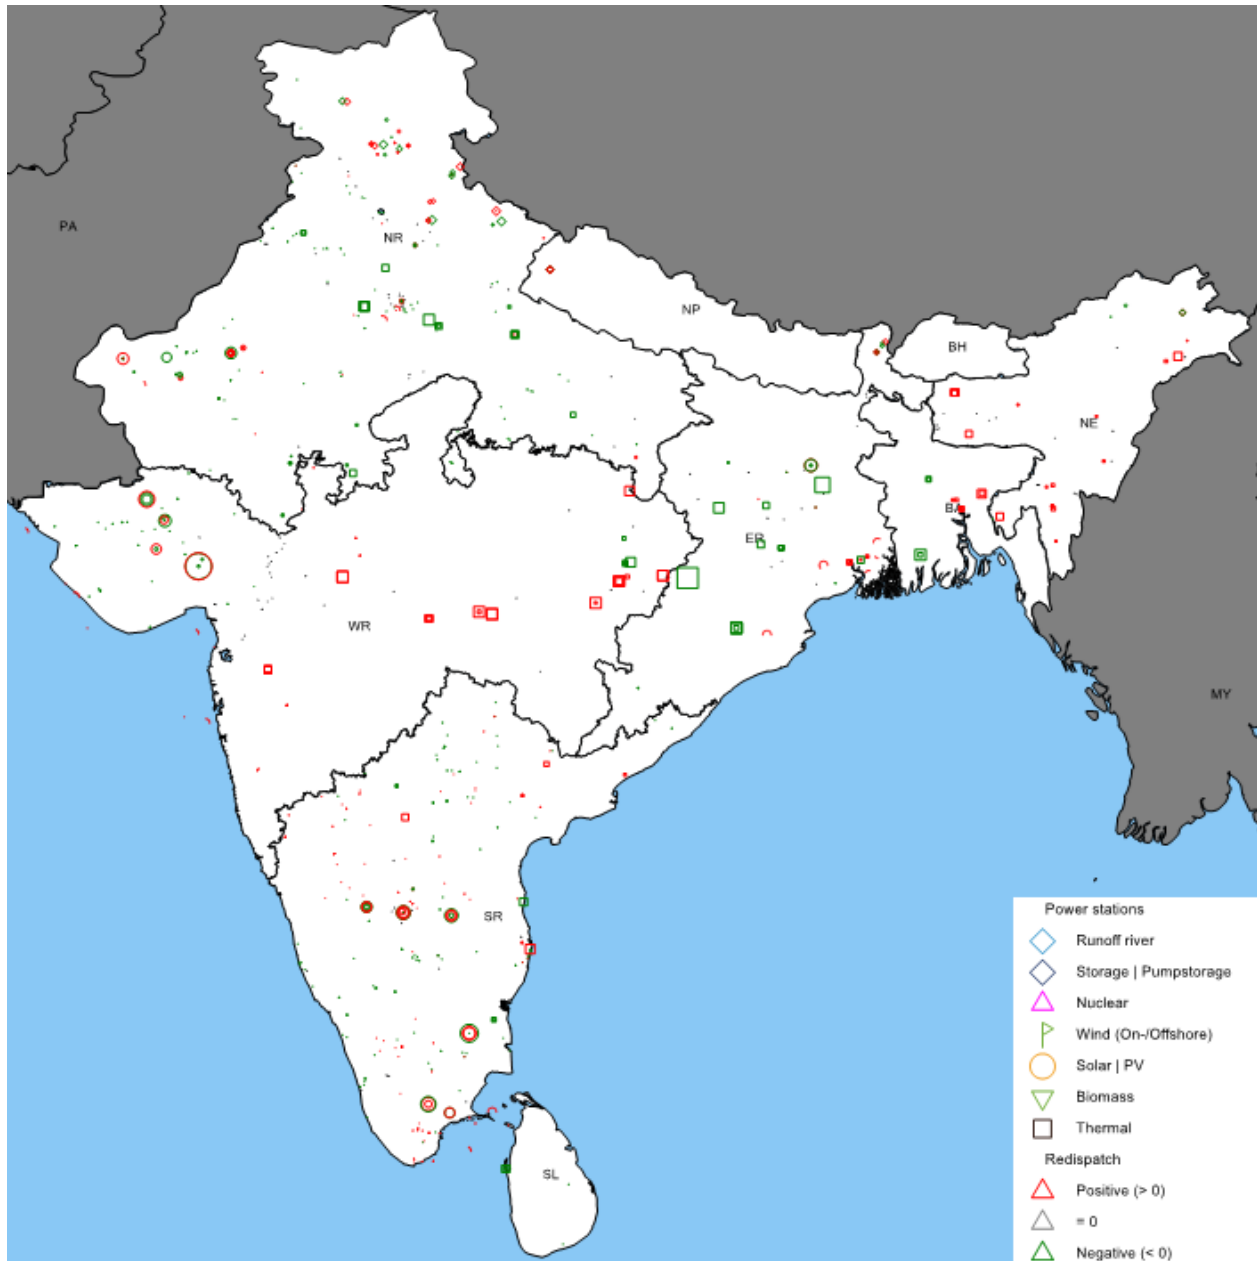 PA
NR
NP
BH
NE
BA
ER
WR
MY
SR
SL
Power stations
Runoff river
Storage | Pumpstorage
Nuclear
Wind (On-/Offshore)
Solar | PV
Biomass
Thermal
Redispatch
Positive (> 0)
= 0
Negative (< 0)